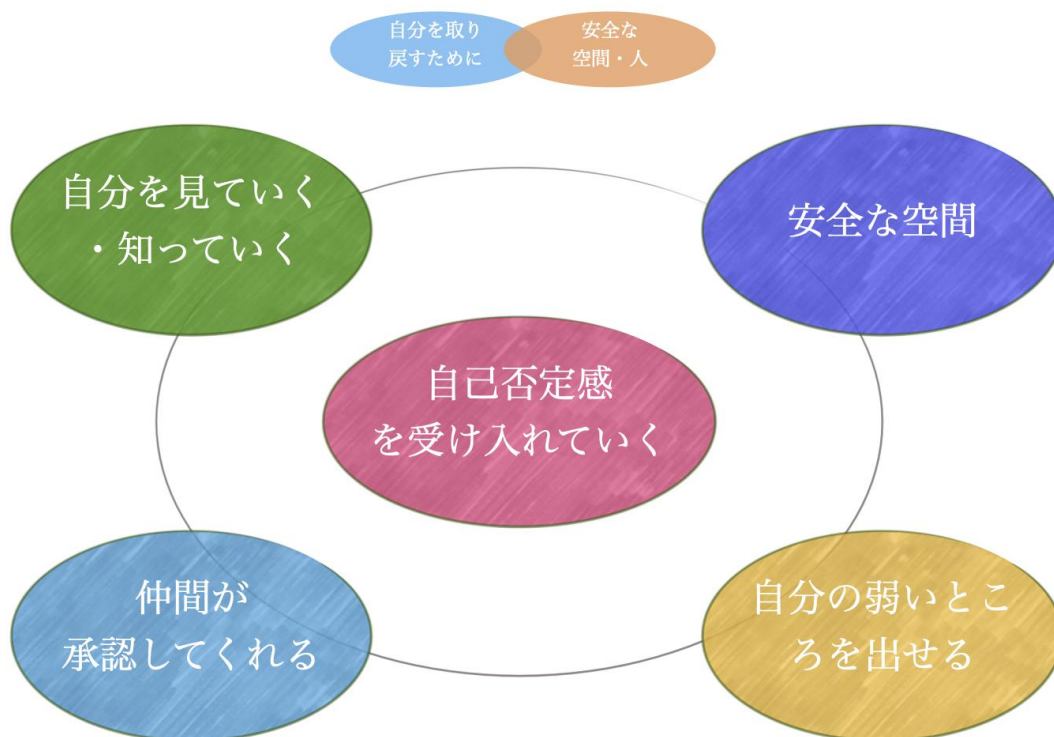 自分を取り
戻すために
安全な
空間・人
自分を見ていく
・知っていく
安全な空間
自己否定感
を受け入れていく
仲間が
承認してくれる
自分の弱いとこ
ろを出せる